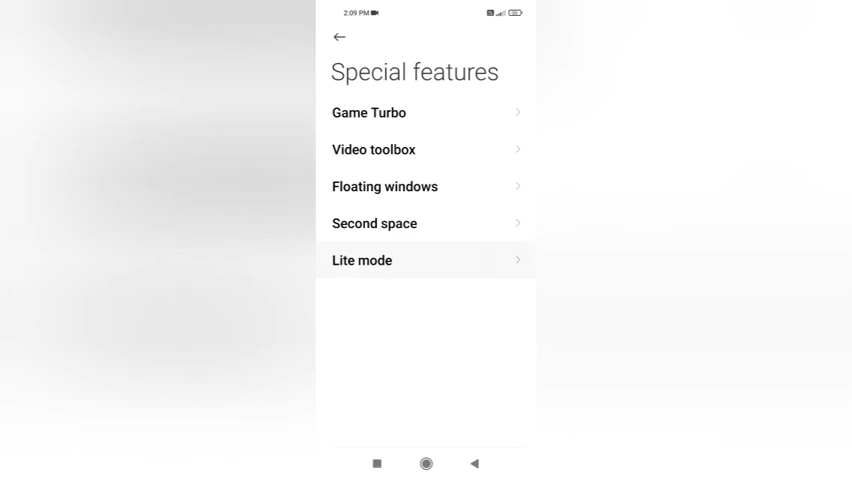 2:09 PM
Special features
Game Turbo
Video toolbox
Floating windows
Second space
Lite mode